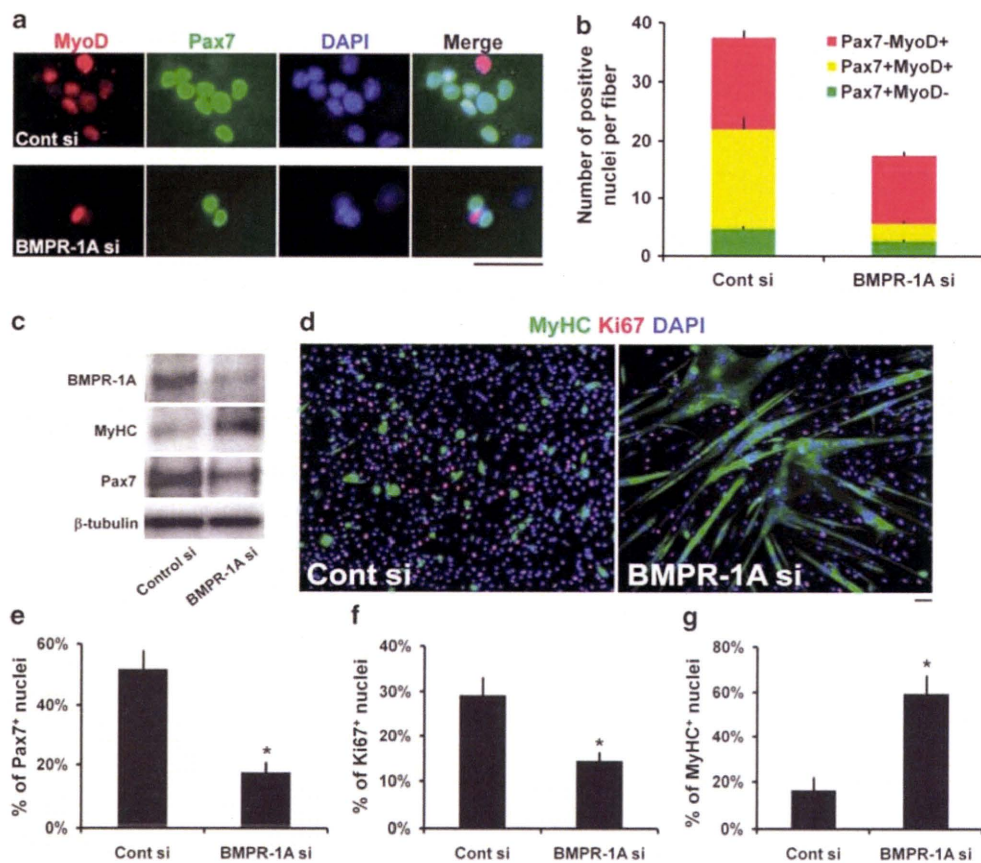 a
MyoD Pax7 DAPI Merge
Cont si
BMPR-1A si
b
Number of positive
nuclei per fiber
40
30
20
10
0
Pax7-MyoD+
Pax7+MyoD+
Pax7+MyoD-
Cont si BMPR-1A si
c
BMPR-1A
MyHC
Pax7
β-tubulin
Control si BMPR-1A si
d
MyHC Ki67 DAPI
Cont si BMPR-1A si
e
% of Pax7⁺ nuclei
60%
40%
20%
0%
*
Cont si BMPR-1A si
f
% of Ki67⁺ nuclei
40%
30%
20%
10%
0%
*
Cont si BMPR-1A si
g
% of MyHC⁺ nuclei
80%
60%
40%
20%
0%
*
Cont si BMPR-1A si